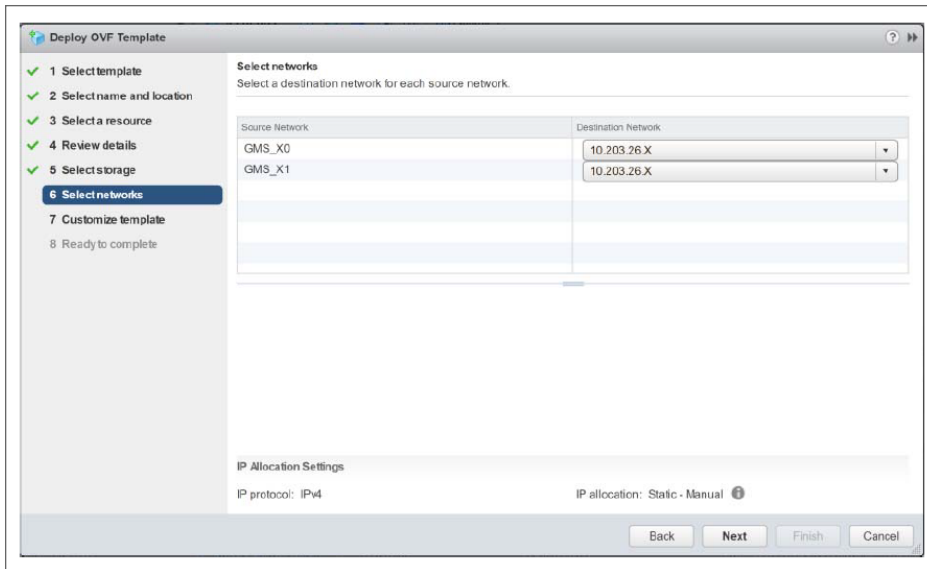 Deploy OVF Template
1 Select template
2 Select name and location
3 Select a resource
4 Review details
5 Select storage
6 Select networks
7 Customize template
8 Ready to complete
Select networks
Select a destination network for each source network.
Source Network Destination Network
GMS_X0 10.203.26.X
GMS_X1 10.203.26.X
IP Allocation Settings
IP protocol: IPv4 IP allocation: Static - Manual
Back Next Finish Cancel